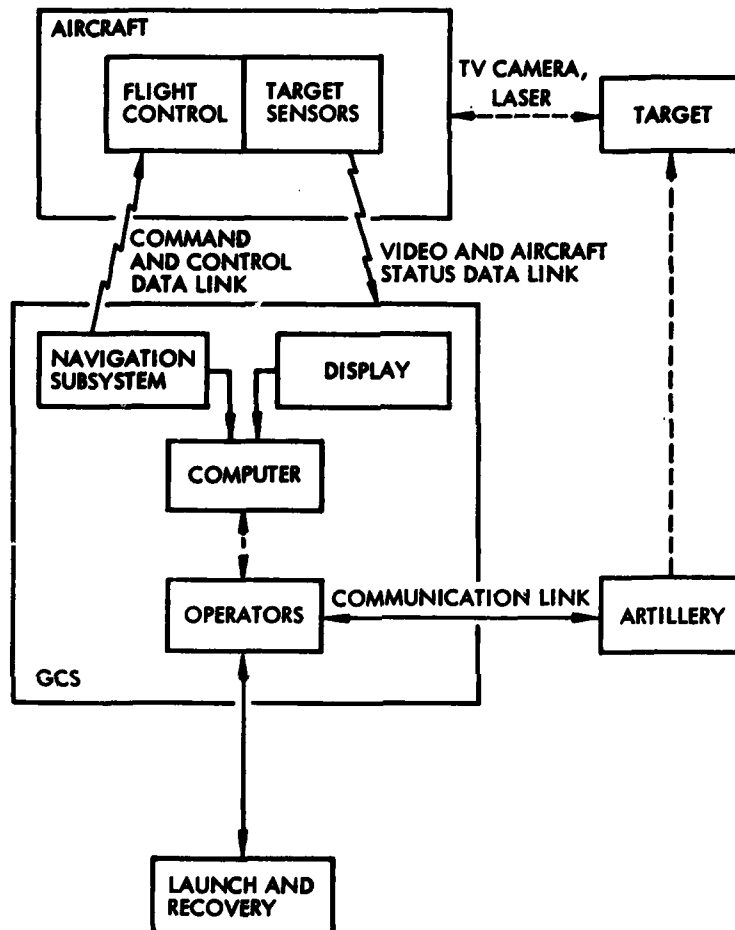 AIRCRAFT
FLIGHT
CONTROL
TARGET
SENSORS
TV CAMERA,
LASER
TARGET
COMMAND
AND CONTROL
DATA LINK
VIDEO AND AIRCRAFT
STATUS DATA LINK
NAVIGATION
SUBSYSTEM
DISPLAY
COMPUTER
OPERATORS
COMMUNICATION LINK
ARTILLERY
GCS
LAUNCH AND
RECOVERY